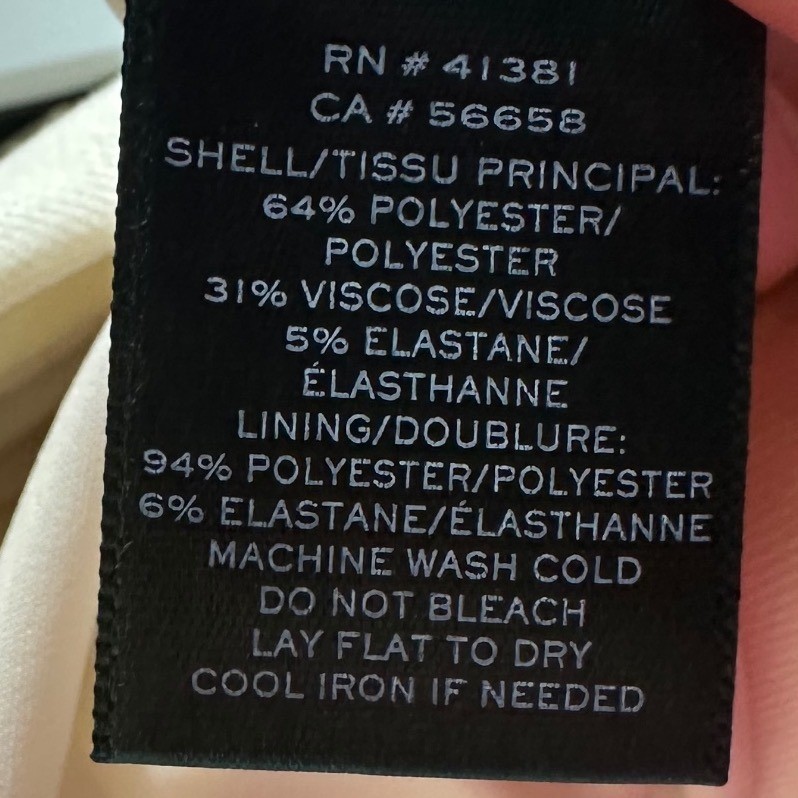 RN # 41381
CA # 56658
SHELL/TISSU PRINCIPAL:
64% POLYESTER/
POLYESTER
31% VISCOSE/VISCOSE
5% ELASTANE/
ÉLASTHANNE
LINING/DOUBLURE:
94% POLYESTER/POLYESTER
6% ELASTANE/ÉLASTHANNE
MACHINE WASH COLD
DO NOT BLEACH
LAY FLAT TO DRY
COOL IRON IF NEEDED